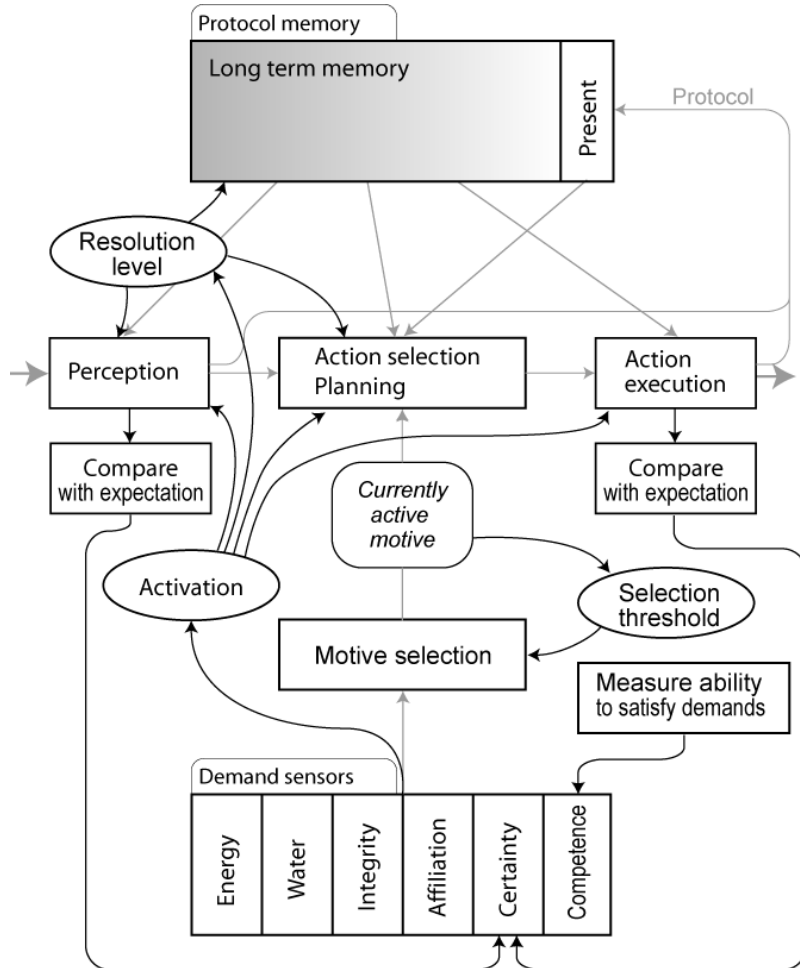 Protocol memory
Long term memory
Present
Protocol
Resolution
level
Perception
Action selection
Planning
Action
execution
Compare
with expectation
Currently
active
motive
Compare
with expectation
Activation
Selection
threshold
Motive selection
Measure ability
to satisfy demands
Demand sensors
Energy
Water
Integrity
Affiliation
Certainty
Competence